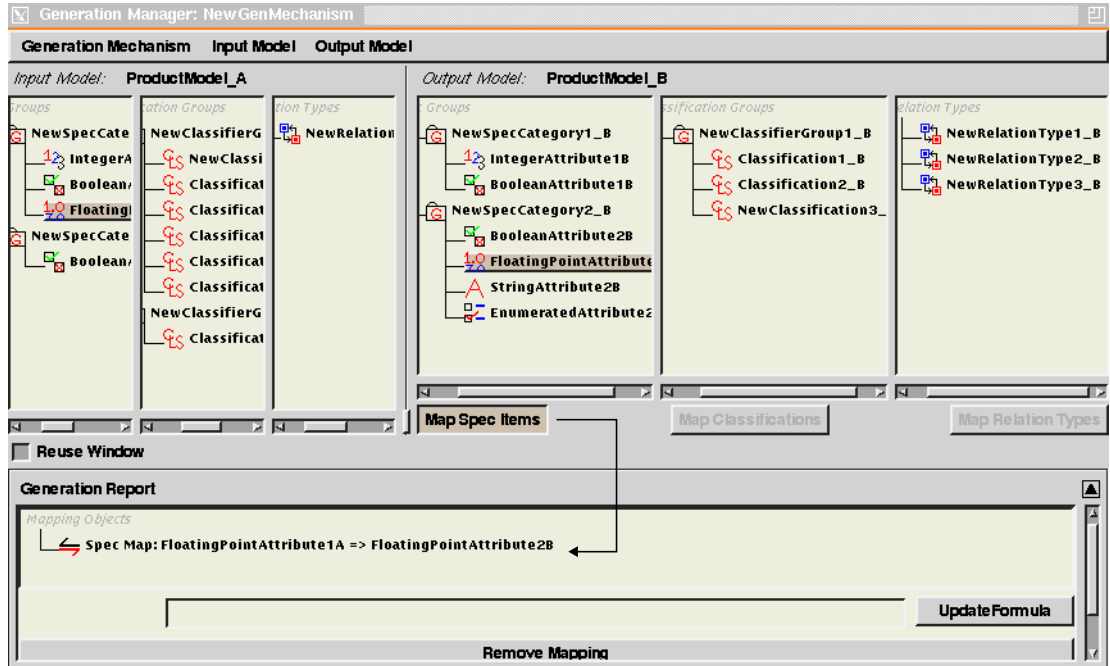 Generation Manager: NewGenMechanism
Generation Mechanism Input Model Output Model
Input Model: ProductModel_A
Output Model: ProductModel_B
Groups
NewSpecCate
IntegerA
Boolean
Floating
NewSpecCate
Boolean
cation Groups
NewClassifierG
NewClassi
Classificat
Classificat
Classificat
Classificat
Classificat
NewClassifierG
Classificat
tion Types
NewRelation
Groups
NewSpecCategory1_B
IntegerAttribute1B
BooleanAttribute1B
NewSpecCategory2_B
BooleanAttribute2B
FloatingPointAttribute
StringAttribute2B
EnumeratedAttribute2
ssification Groups
NewClassifierGroup1_B
Classification1_B
Classification2_B
NewClassification3_
elation Types
NewRelationType1_B
NewRelationType2_B
NewRelationType3_B
Map Spec Items
Map Classifications
Map Relation Types
Reuse Window
Generation Report
Mapping Objects
Spec Map: FloatingPointAttribute1A => FloatingPointAttribute2B
UpdateFormula
Remove Mapping